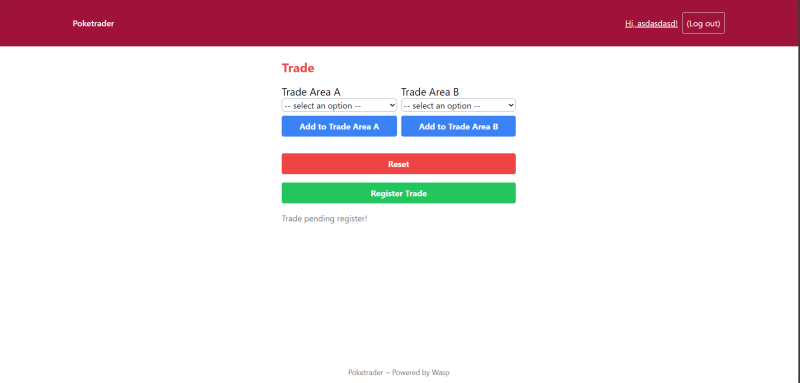 Poketrader
Hi, asdasdasd!
(Log out)
Trade
Trade Area A
Trade Area B
-- select an option --
-- select an option --
Add to Trade Area A
Add to Trade Area B
Reset
Register Trade
Trade pending register!
Poketrader ~ Powered by Wasp